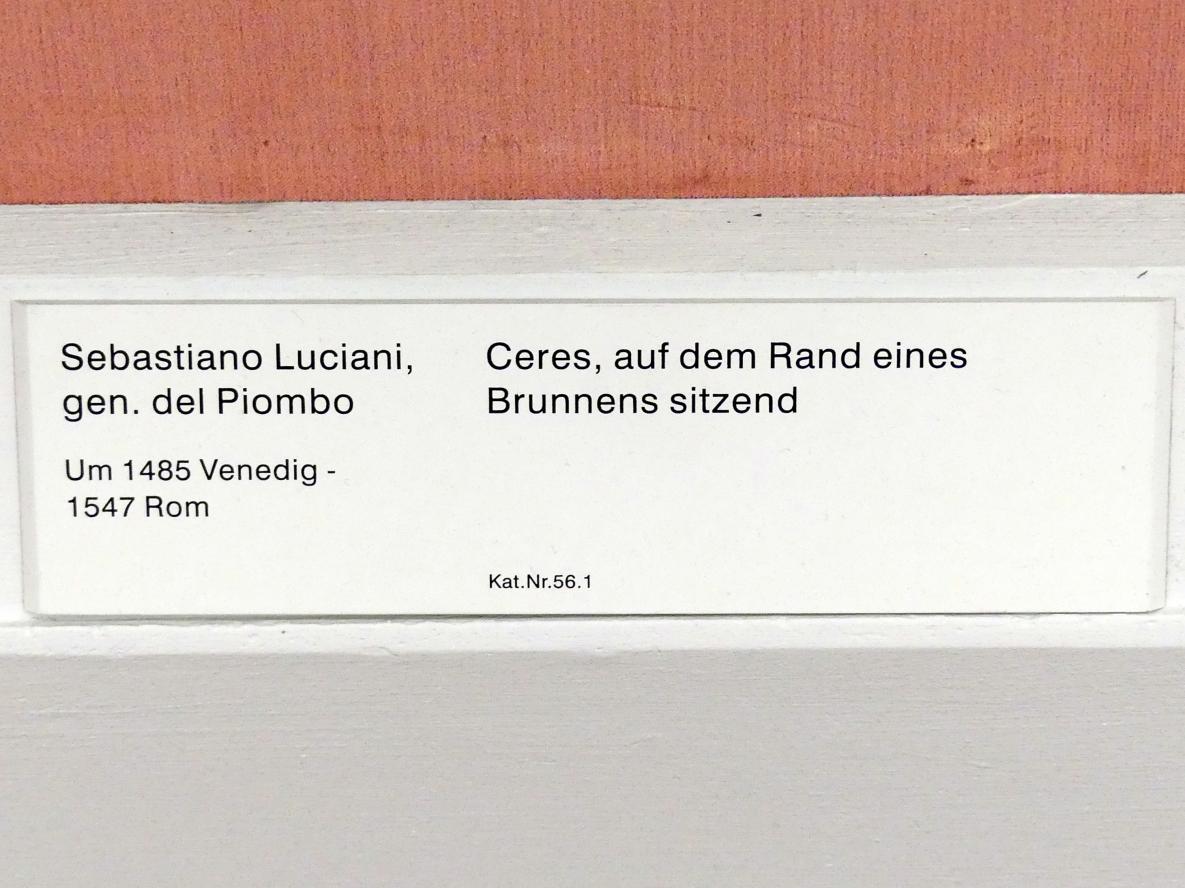 Sebastiano Luciani,
gen. del Piombo
Um 1485 Venedig -
1547 Rom
Ceres, auf dem Rand eines
Brunnens sitzend
Kat.Nr.56.1